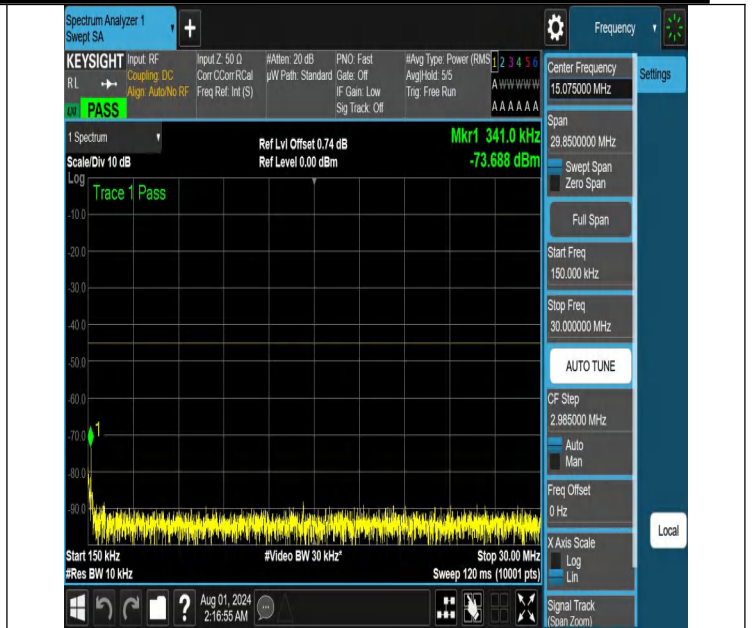 Spectrum Analyzer 1
Swept SA
+
Frequency
KEYSIGHT
RL
PASS
Input: RF
Coupling: DC
Align: Auto/No RF
Input Z: 50 Ω
Corr CCorr RCal
Freq Ref: Int (S)
#Atten: 20 dB
µW Path: Standard
PNO: Fast
Gate: Off
IF Gain: Low
Sig Track: Off
#Avg Type: Power (RMS
Avg|Hold: 5/5
Trig: Free Run
1 2 3 4 5 6
A W W W W W
A A A A A A
1 Spectrum
Scale/Div 10 dB
Ref Lvl Offset 0.74 dB
Ref Level 0.00 dBm
Mkr1 341.0 kHz
-73.688 dBm
Log
Trace 1 Pass
-10.0
-20.0
-30.0
-40.0
-50.0
-60.0
-70.0
-80.0
-90.0
1
Start 150 kHz
#Video BW 30 kHz*
Stop 30.00 MHz
#Res BW 10 kHz
Sweep 120 ms (10001 pts)
Center Frequency
15.075000 MHz
Span
29.8500000 MHz
Swept Span
Zero Span
Full Span
Start Freq
150.000 kHz
Stop Freq
30.000000 MHz
AUTO TUNE
CF Step
2.985000 MHz
Auto
Man
Freq Offset
0 Hz
X Axis Scale
Log
Lin
Signal Track
(Span Zoom)
Settings
Local
?
Aug 01, 2024
2:16:55 AM